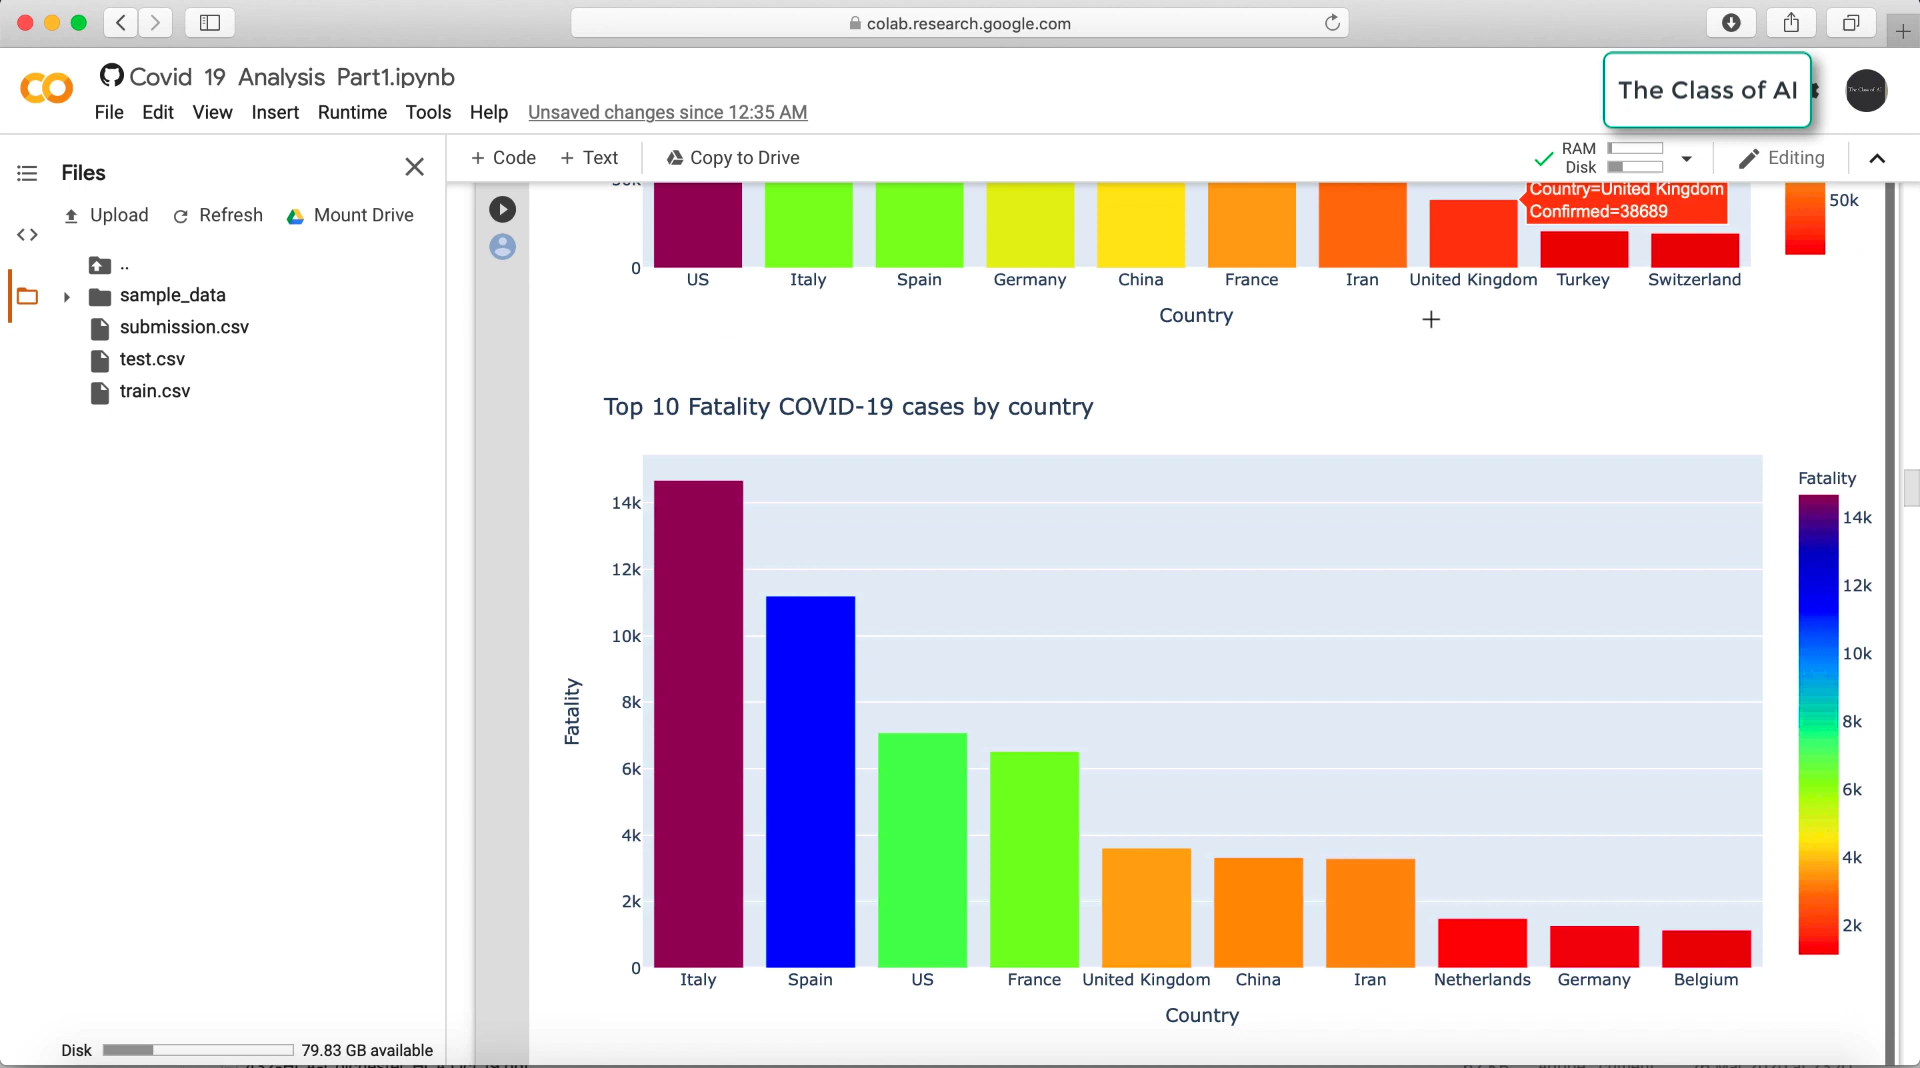 colab.research.google.com
Covid 19 Analysis Part1.ipynb
The Class of AI
File Edit View Insert Runtime Tools Help Unsaved changes since 12:35 AM
Files
+ Code + Text Copy to Drive
RAM
Disk
Editing
Upload Refresh Mount Drive
..
sample_data
submission.csv
test.csv
train.csv
Country=United Kingdom
Confirmed=38689
50k
0
US Italy Spain Germany China France Iran United Kingdom Turkey Switzerland
Country
Top 10 Fatality COVID-19 cases by country
Fatality
14k
12k
10k
8k
6k
4k
2k
0
Fatality
14k
12k
10k
8k
6k
4k
2k
Italy Spain US France United Kingdom China Iran Netherlands Germany Belgium
Country
Disk 79.83 GB available